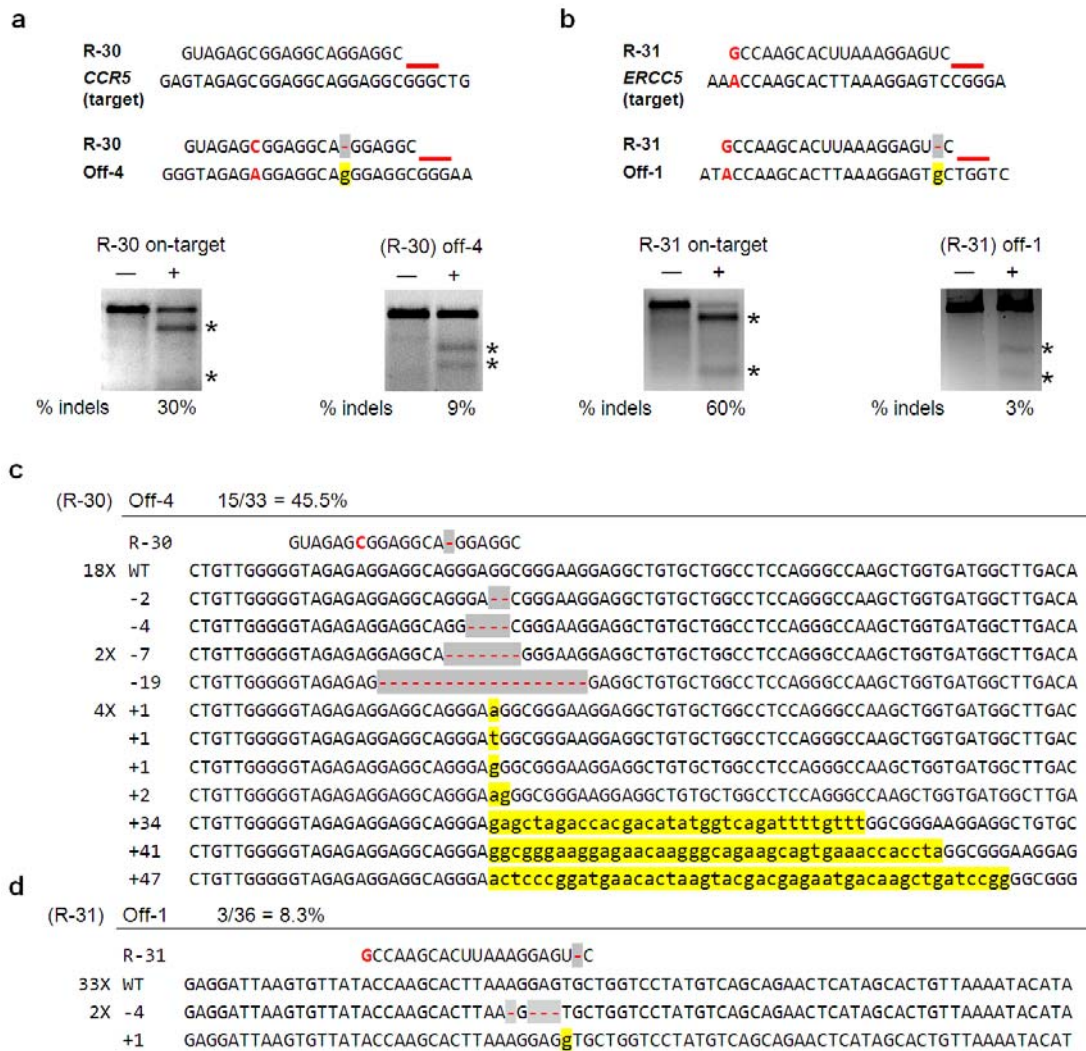 a
R-30 GUAGAGCGGAGGCAGGAGGC
CCR5 GAGTAGAGCGGAGGCAGGAGGCGGGCTG
(target)
R-30 GUAGAGCGGAGGCA-GGAGGC
Off-4 GGGTAGAGAGGAGGCAgGGAGGCGGGAA
R-30 on-target (R-30) off-4
— + — +
* *
* *
% indels 30% % indels 9%
b
R-31 GCCAAGCACUUAAAGGAGUC
ERCC5 AAACCAAGCACTTAAAGGAGTCCGGGA
(target)
R-31 GCCAAGCACUUAAAGGAGU-C
Off-1 ATACCAAGCACTTAAAGGAGTgCTGGTC
R-31 on-target (R-31) off-1
— + — +
* *
* *
% indels 60% % indels 3%
c
(R-30) Off-4 15/33 = 45.5%
R-30 GUAGAGCGGAGGCA-GGAGGC
18X WT CTGTTGGGGGTAGAGAGGAGGCAGGGAGGCGGGAAGGAGGCTGTGCTGGCCTCCAGGGCCAAGCTGGTGATGGCTTGACA
-2 CTGTTGGGGGTAGAGAGGAGGCAGGGA--CGGGAAGGAGGCTGTGCTGGCCTCCAGGGCCAAGCTGGTGATGGCTTGACA
-4 CTGTTGGGGGTAGAGAGGAGGCAGG----CGGGAAGGAGGCTGTGCTGGCCTCCAGGGCCAAGCTGGTGATGGCTTGACA
2X -7 CTGTTGGGGGTAGAGAGGAGGCA-------GGGAAGGAGGCTGTGCTGGCCTCCAGGGCCAAGCTGGTGATGGCTTGACA
-19 CTGTTGGGGGTAGAGAG-------------------GAGGCTGTGCTGGCCTCCAGGGCCAAGCTGGTGATGGCTTGACA
4X +1 CTGTTGGGGGTAGAGAGGAGGCAGGGAaGGCGGGAAGGAGGCTGTGCTGGCCTCCAGGGCCAAGCTGGTGATGGCTTGAC
+1 CTGTTGGGGGTAGAGAGGAGGCAGGGAtGGCGGGAAGGAGGCTGTGCTGGCCTCCAGGGCCAAGCTGGTGATGGCTTGAC
+1 CTGTTGGGGGTAGAGAGGAGGCAGGGAgGGCGGGAAGGAGGCTGTGCTGGCCTCCAGGGCCAAGCTGGTGATGGCTTGAC
+2 CTGTTGGGGGTAGAGAGGAGGCAGGGAagGGCGGGAAGGAGGCTGTGCTGGCCTCCAGGGCCAAGCTGGTGATGGCTTGA
+34 CTGTTGGGGGTAGAGAGGAGGCAGGGAgagctagaccacgacatatggtcagattttgtttGGCGGGAAGGAGGCTGTGC
+41 CTGTTGGGGGTAGAGAGGAGGCAGGGAggcgggaaggagaacaagggcagaagcagtgaaaccacctaGGCGGGAAGGAG
+47 CTGTTGGGGGTAGAGAGGAGGCAGGGAactcccggatgaacactaagtacgacgagaatgacaagctgatccggGGCGGG
d
(R-31) Off-1 3/36 = 8.3%
R-31 GCCAAGCACUUAAAGGAGU-C
33X WT GAGGATTAAGTGTTATACCAAGCACTTAAAGGAGTGCTGGTCCTATGTCAGCAGAACTCATAGCACTGTTAAAATACATA
2X -4 GAGGATTAAGTGTTATACCAAGCACTTAA-G---TGCTGGTCCTATGTCAGCAGAACTCATAGCACTGTTAAAATACATA
+1 GAGGATTAAGTGTTATACCAAGCACTTAAAGGAGgTGCTGGTCCTATGTCAGCAGAACTCATAGCACTGTTAAAATACAT